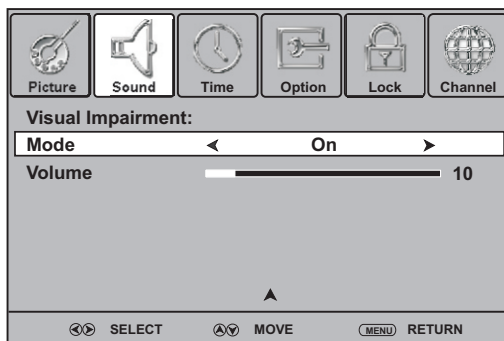 Picture Sound Time Option Lock Channel
Visual Impairment:
Mode On
Volume 10
SELECT MOVE MENU RETURN